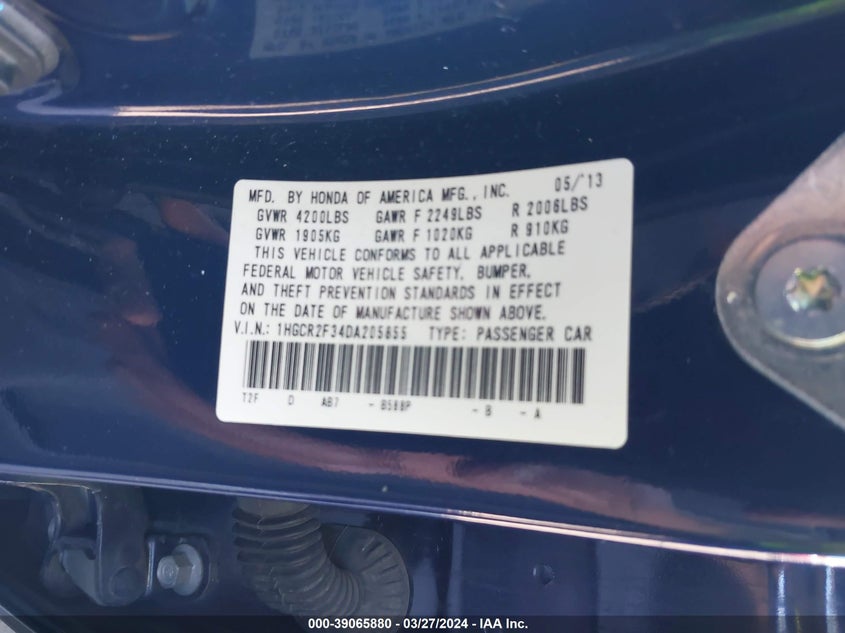 MFD. BY HONDA OF AMERICA MFG., INC. 05/'13
GVWR 4200LBS GAWR F 2249LBS R 2006LBS
GVWR 1905KG GAWR F 1020KG R 910KG
THIS VEHICLE CONFORMS TO ALL APPLICABLE
FEDERAL MOTOR VEHICLE SAFETY, BUMPER,
AND THEFT PREVENTION STANDARDS IN EFFECT
ON THE DATE OF MANUFACTURE SHOWN ABOVE.
V.I.N.: 1HGCR2F34DA205655 TYPE: PASSENGER CAR
T2F D AB7 - B588P - B - A
000-39065880 - 03/27/2024 - IAA Inc.